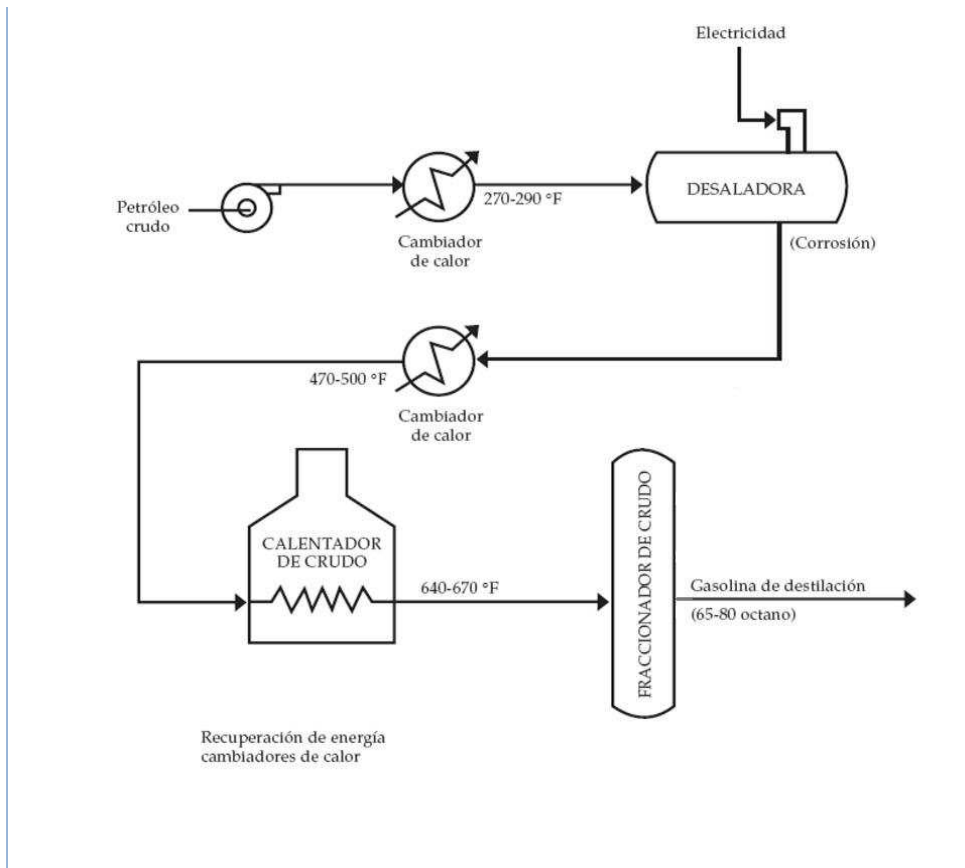 Electricidad
Petróleo
crudo
270-290 °F
DESALADORA
Cambiador
de calor
(Corrosión)
470-500 °F
Cambiador
de calor
CALENTADOR
DE CRUDO
640-670 °F
FRACCIONADOR DE CRUDO
Gasolina de destilación
(65-80 octano)
Recuperación de energía
cambiadores de calor